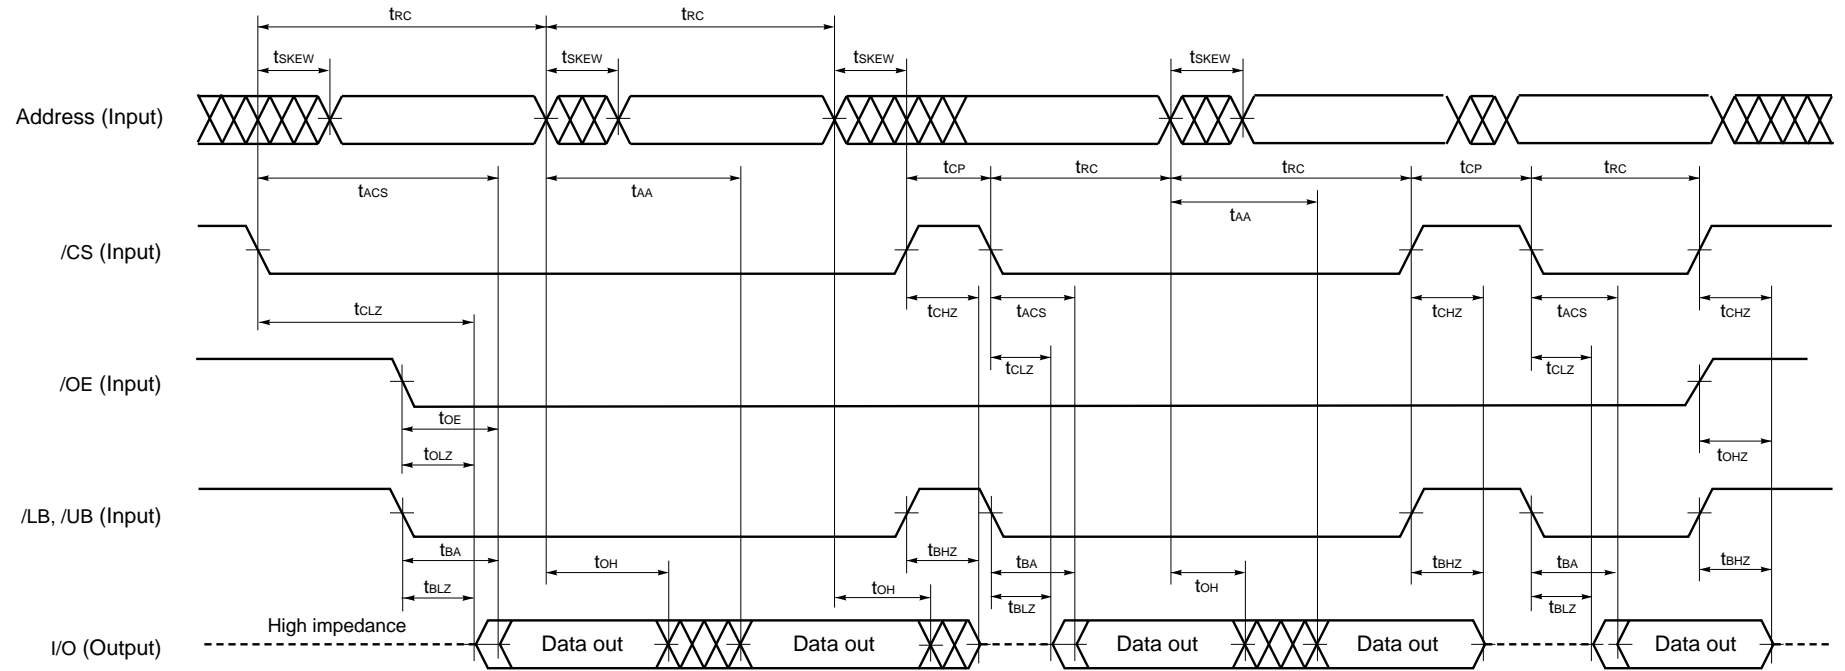 tRC tRC
tSKEW tSKEW tSKEW tSKEW
Address (Input)
tACS tAA tCP tRC tRC tCP tRC
tAA
/CS (Input)
tCLZ tCHZ tACS tCHZ tACS tCHZ
tCLZ tCLZ
/OE (Input)
tOE
tOLZ tOHZ
/LB, /UB (Input)
tBA tOH tBHZ tBA tOH tBHZ tBA tBHZ
tBLZ tOH tBLZ tBLZ
High impedance
I/O (Output) Data out Data out Data out Data out Data out